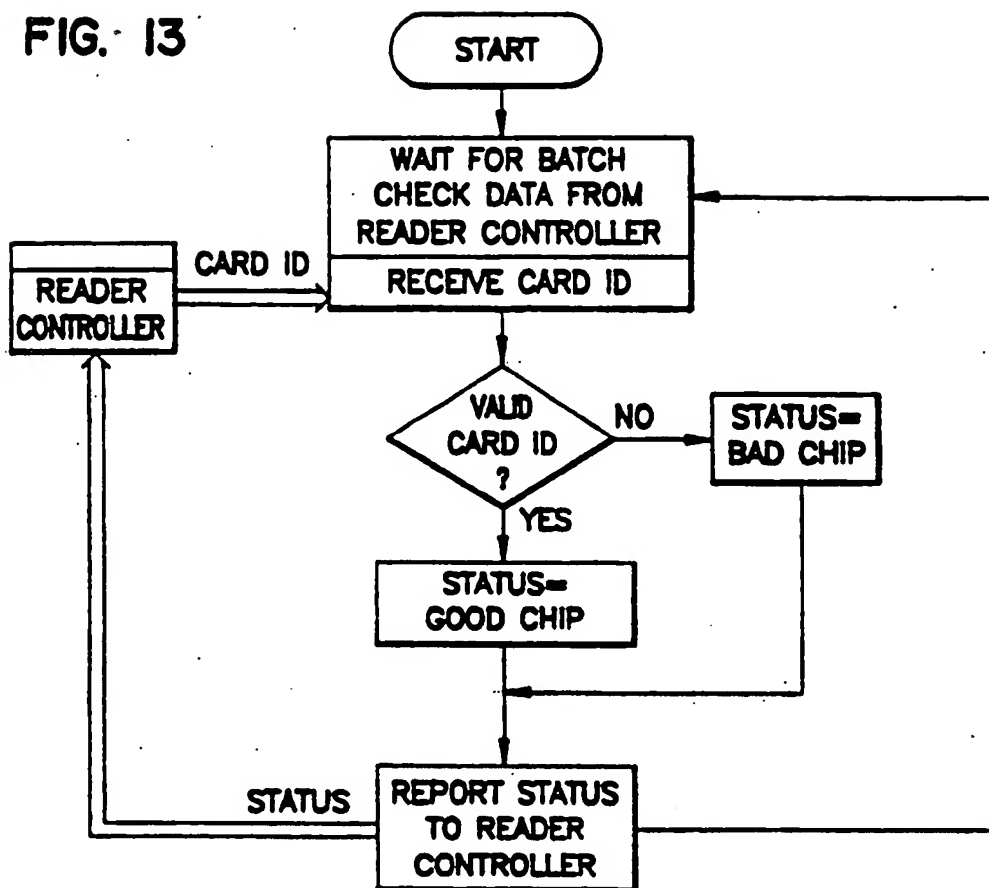 FIG. 13
START
WAIT FOR BATCH
CHECK DATA FROM
READER CONTROLLER
RECEIVE CARD ID
CARD ID
READER
CONTROLLER
VALID
CARD ID
?
NO
STATUS=
BAD CHIP
YES
STATUS=
GOOD CHIP
STATUS
REPORT STATUS
TO READER
CONTROLLER